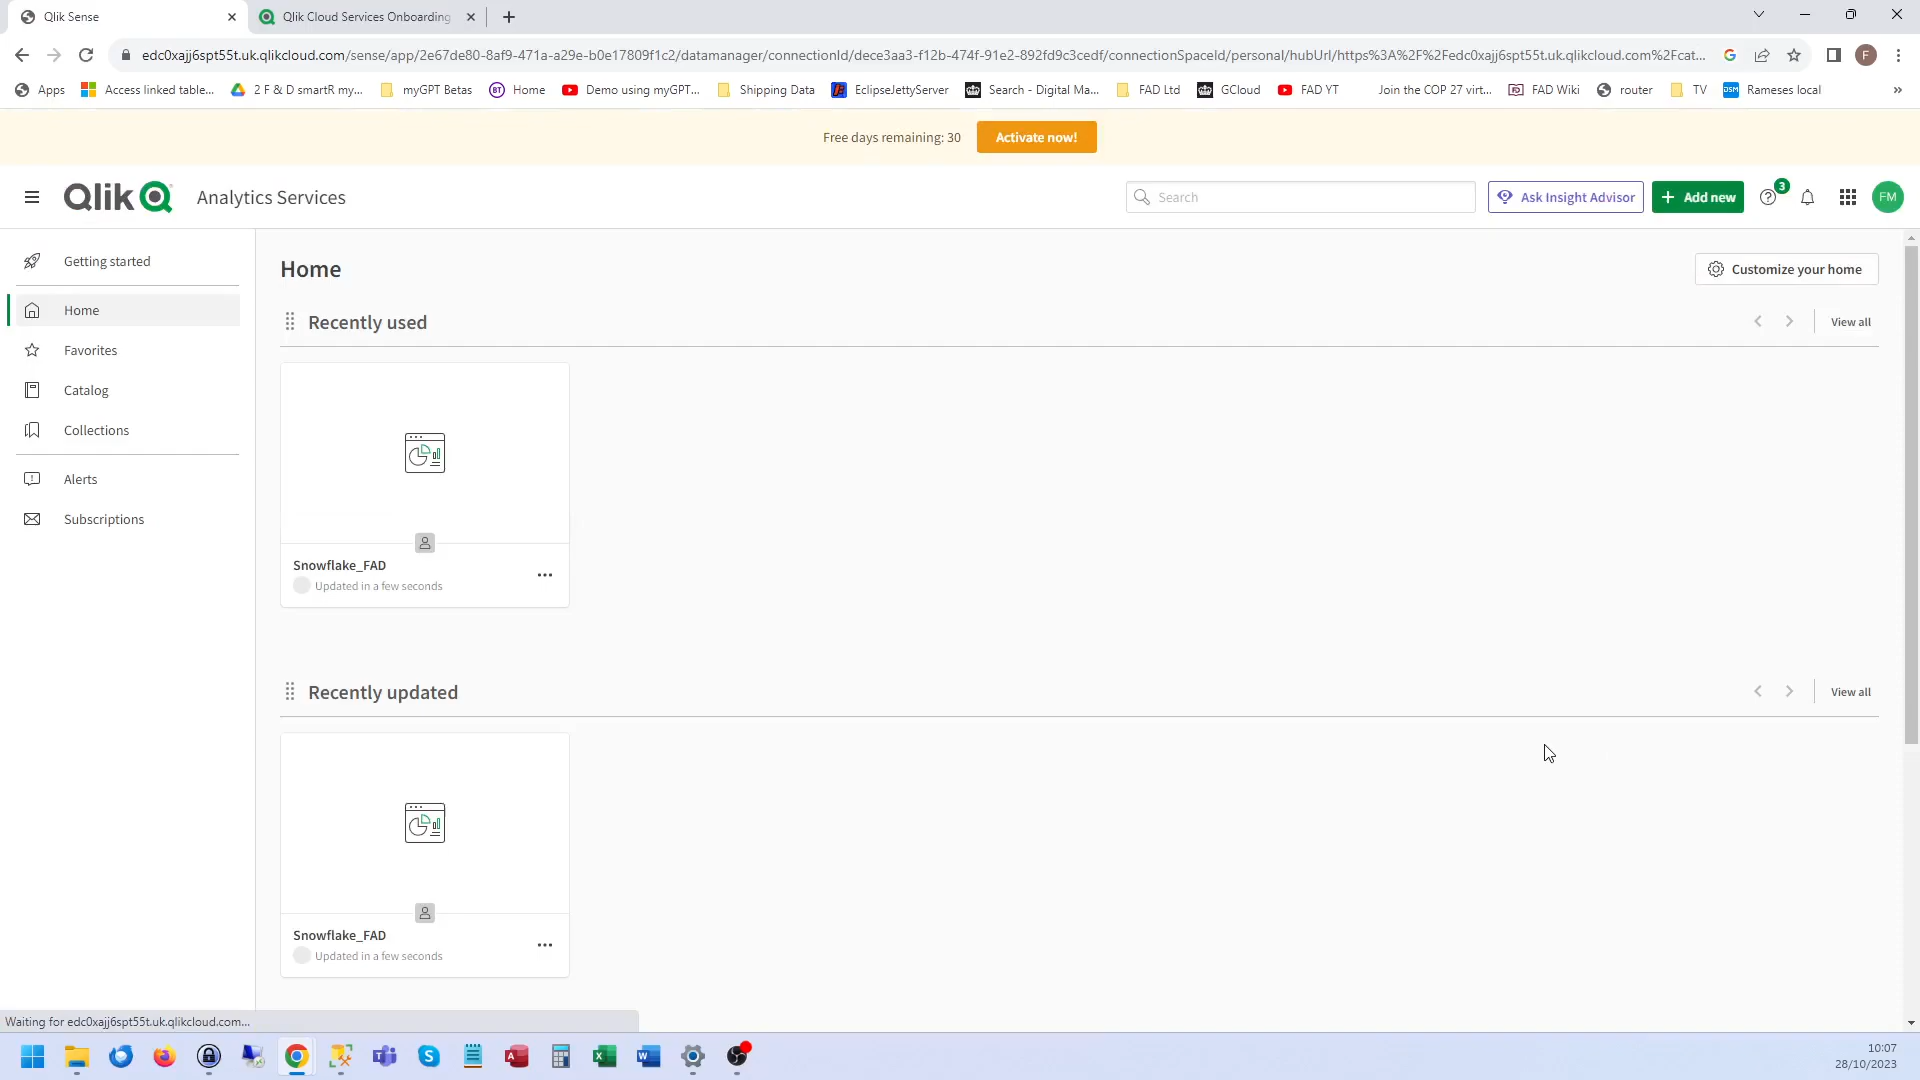 Qlik Sense
Qlik Cloud Services Onboarding
edc0xajj6spt55t.uk.qlikcloud.com/sense/app/2e67de80-8af9-471a-a29e-b0e17809f1c2/datamanager/connectionId/dece3aa3-f12b-474f-91e2-892fd9c3cedf/connectionSpaceId/personal/hubUrl/https%3A%2F%2Fedc0xajj6spt55t.uk.qlikcloud.com%2Fcat...
F
Apps
Access linked table...
2 F & D smartR my...
myGPT Betas
BT Home
Demo using myGPT...
Shipping Data
EclipseJettyServer
Search - Digital Ma...
FAD Ltd
GCloud
FAD YT
Join the COP 27 virt...
FAD Wiki
router
TV
DSM Rameses local
»
Free days remaining: 30
Activate now!
Qlik
Analytics Services
Search
Ask Insight Advisor
+ Add new
3
FM
Getting started
Home
Favorites
Catalog
Collections
Alerts
Subscriptions
Home
Customize your home
Recently used
View all
Snowflake_FAD
Updated in a few seconds
Recently updated
View all
Snowflake_FAD
Updated in a few seconds
Waiting for edc0xajj6spt55t.uk.qlikcloud.com...
10:07
28/10/2023